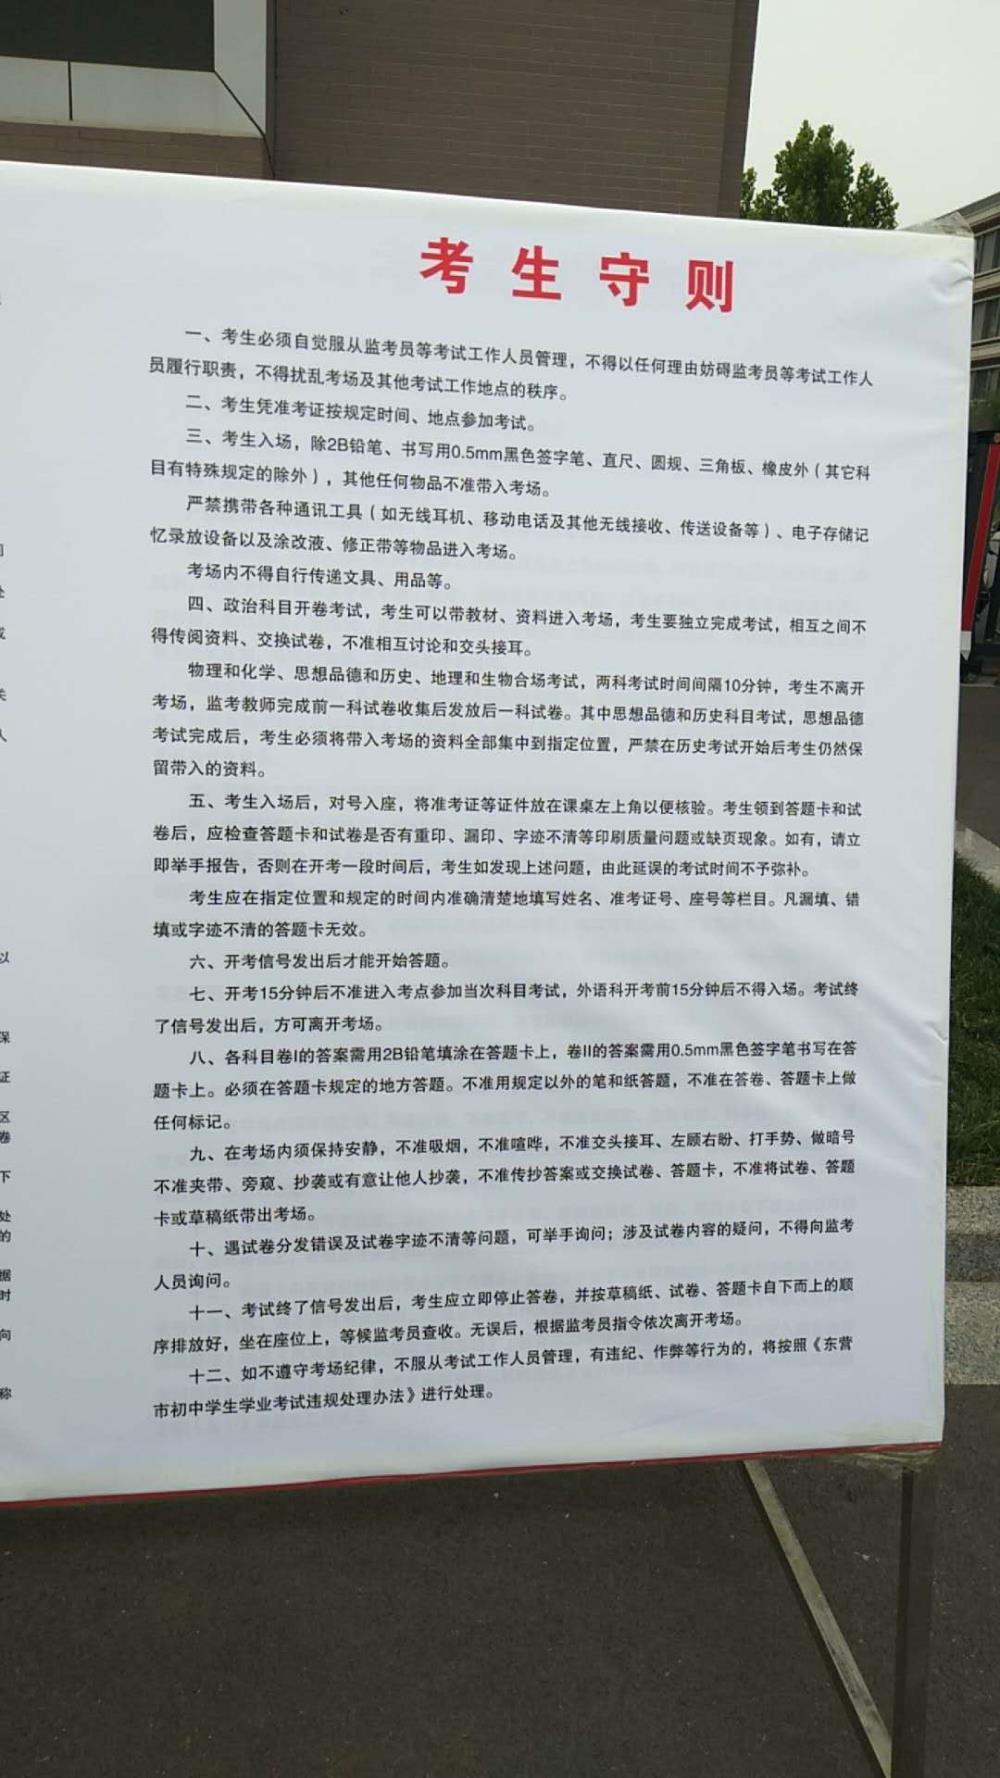 考生守则
一、考生必须自觉服从监考员等考试工作人员管理，不得以任何理由妨碍监考员等考试工作人
员履行职责，不得扰乱考场及其他考试工作地点的秩序。
二、考生凭准考证按规定时间、地点参加考试。
三、考生入场，除2B铅笔、书写用0.5mm黑色签字笔、直尺、圆规、三角板、橡皮外（其它科
目有特殊规定的除外），其他任何物品不准带入考场。
严禁携带各种通讯工具（如无线耳机、移动电话及其他无线接收、传送设备等）、电子存储记
忆录放设备以及涂改液、修正带等物品进入考场。
考场内不得自行传递文具、用品等。
四、政治科目开卷考试，考生可以带教材、资料进入考场，考生要独立完成考试，相互之间不
得传阅资料、交换试卷，不准相互讨论和交头接耳。
物理和化学、思想品德和历史、地理和生物合场考试，两科考试时间间隔10分钟，考生不离开
考场，监考教师完成前一科试卷收集后发放后一科试卷。其中思想品德和历史科目考试，思想品德
考试完成后，考生必须将带入考场的资料全部集中到指定位置，严禁在历史考试开始后考生仍然保
留带入的资料。
五、考生入场后，对号入座，将准考证等证件放在课桌左上角以便核验。考生领到答题卡和试
卷后，应检查答题卡和试卷是否有重印、漏印、字迹不清等印刷质量问题或缺页现象。如有，请立
即举手报告，否则在开考一段时间后，考生如发现上述问题，由此延误的考试时间不予弥补。
考生应在指定位置和规定的时间内准确清楚地填写姓名、准考证号、座号等栏目。凡漏填、错
填或字迹不清的答题卡无效。
六、开考信号发出后才能开始答题。
七、开考15分钟后不准进入考点参加当次科目考试，外语科开考前15分钟后不得入场。考试终
了信号发出后，方可离开考场。
八、各科目卷I的答案需用2B铅笔填涂在答题卡上，卷II的答案需用0.5mm黑色签字笔书写在答
题卡上。必须在答题卡规定的地方答题。不准用规定以外的笔和纸答题，不准在答卷、答题卡上做
任何标记。
九、在考场内须保持安静，不准吸烟，不准喧哗，不准交头接耳、左顾右盼、打手势、做暗号
不准夹带、旁窥、抄袭或有意让他人抄袭，不准传抄答案或交换试卷、答题卡，不准将试卷、答题
卡或草稿纸带出考场。
十、遇试卷分发错误及试卷字迹不清等问题，可举手询问；涉及试卷内容的疑问，不得向监考
人员询问。
十一、考试终了信号发出后，考生应立即停止答卷，并按草稿纸、试卷、答题卡自下而上的顺
序排放好，坐在座位上，等候监考员查收。无误后，根据监考员指令依次离开考场。
十二、如不遵守考场纪律，不服从考试工作人员管理，有违纪、作弊等行为的，将按照《东营
市初中学生学业考试违规处理办法》进行处理。